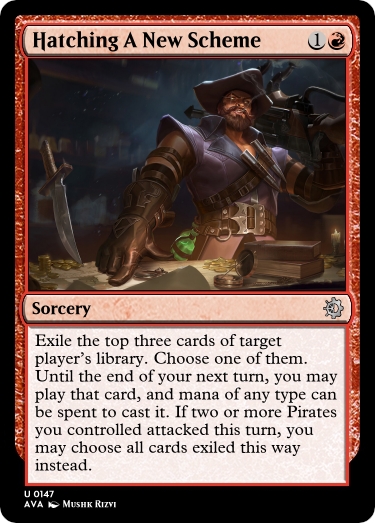 Hatching A New Scheme 1
Sorcery
Exile the top three cards of target
player's library. Choose one of them.
Until the end of your next turn, you may
play that card, and mana of any type can
be spent to cast it. If two or more Pirates
you controlled attacked this turn, you
may choose all cards exiled this way
instead.
U 0147
AVA Mushk Rizvi